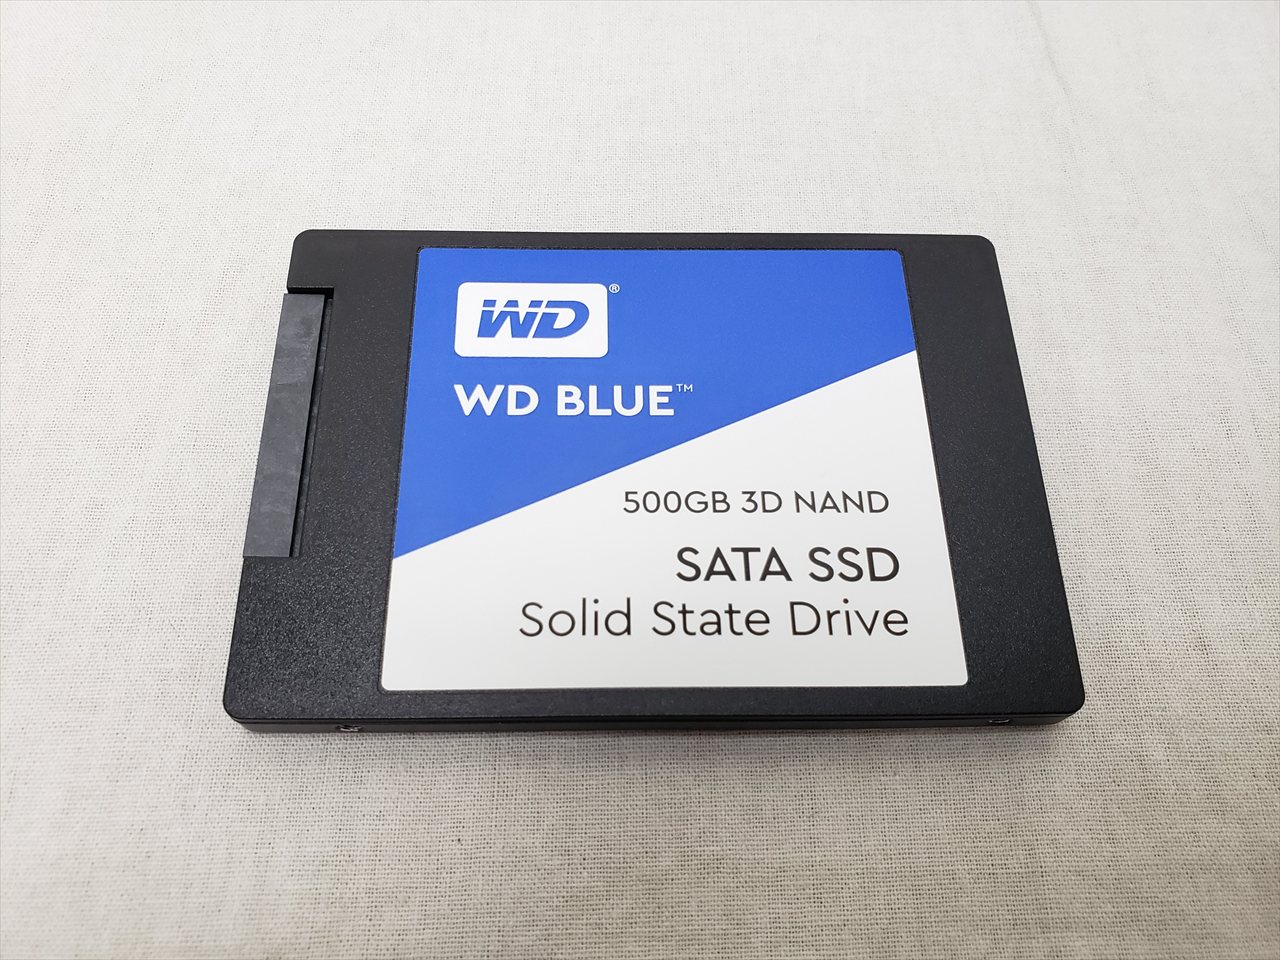 WD®
WD BLUE™
500GB 3D NAND
SATA SSD
Solid State Drive